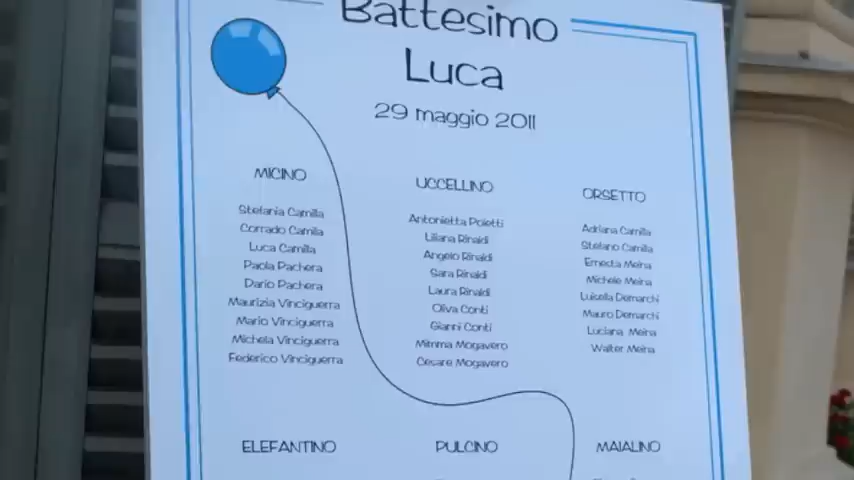 Battesimo
Luca
29 maggio 2011
MICINO
Stefania Camilla
Corrado Camilla
Luca Camilla
Paola Pachera
Dario Pachera
Maurizia Vinciguerra
Mario Vinciguerra
Michela Vinciguerra
Federico Vinciguerra
UCCELLINO
Antonietta Poletti
Liliana Rinaldi
Angelo Rinaldi
Sara Rinaldi
Laura Rinaldi
Oliva Conti
Gianni Conti
Mimma Mogavero
Cesare Mogavero
ORSETTO
Adriana Camilla
Stefano Camilla
Ernesta Meina
Michele Meina
Luisella Demarchi
Mauro Demarchi
Luciana Meina
Walter Meina
ELEFANTINO
PULCINO
MAIALINO